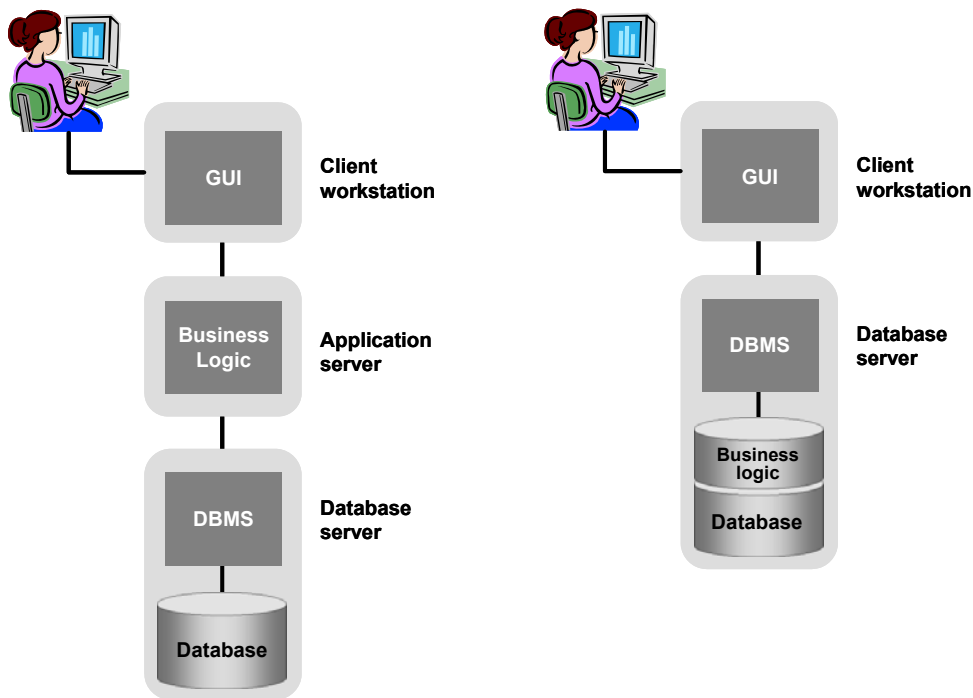 GUI
Client
workstation
Business
Logic
Application
server
DBMS
Database
server
Database
GUI
Client
workstation
DBMS
Database
server
Business
logic
Database